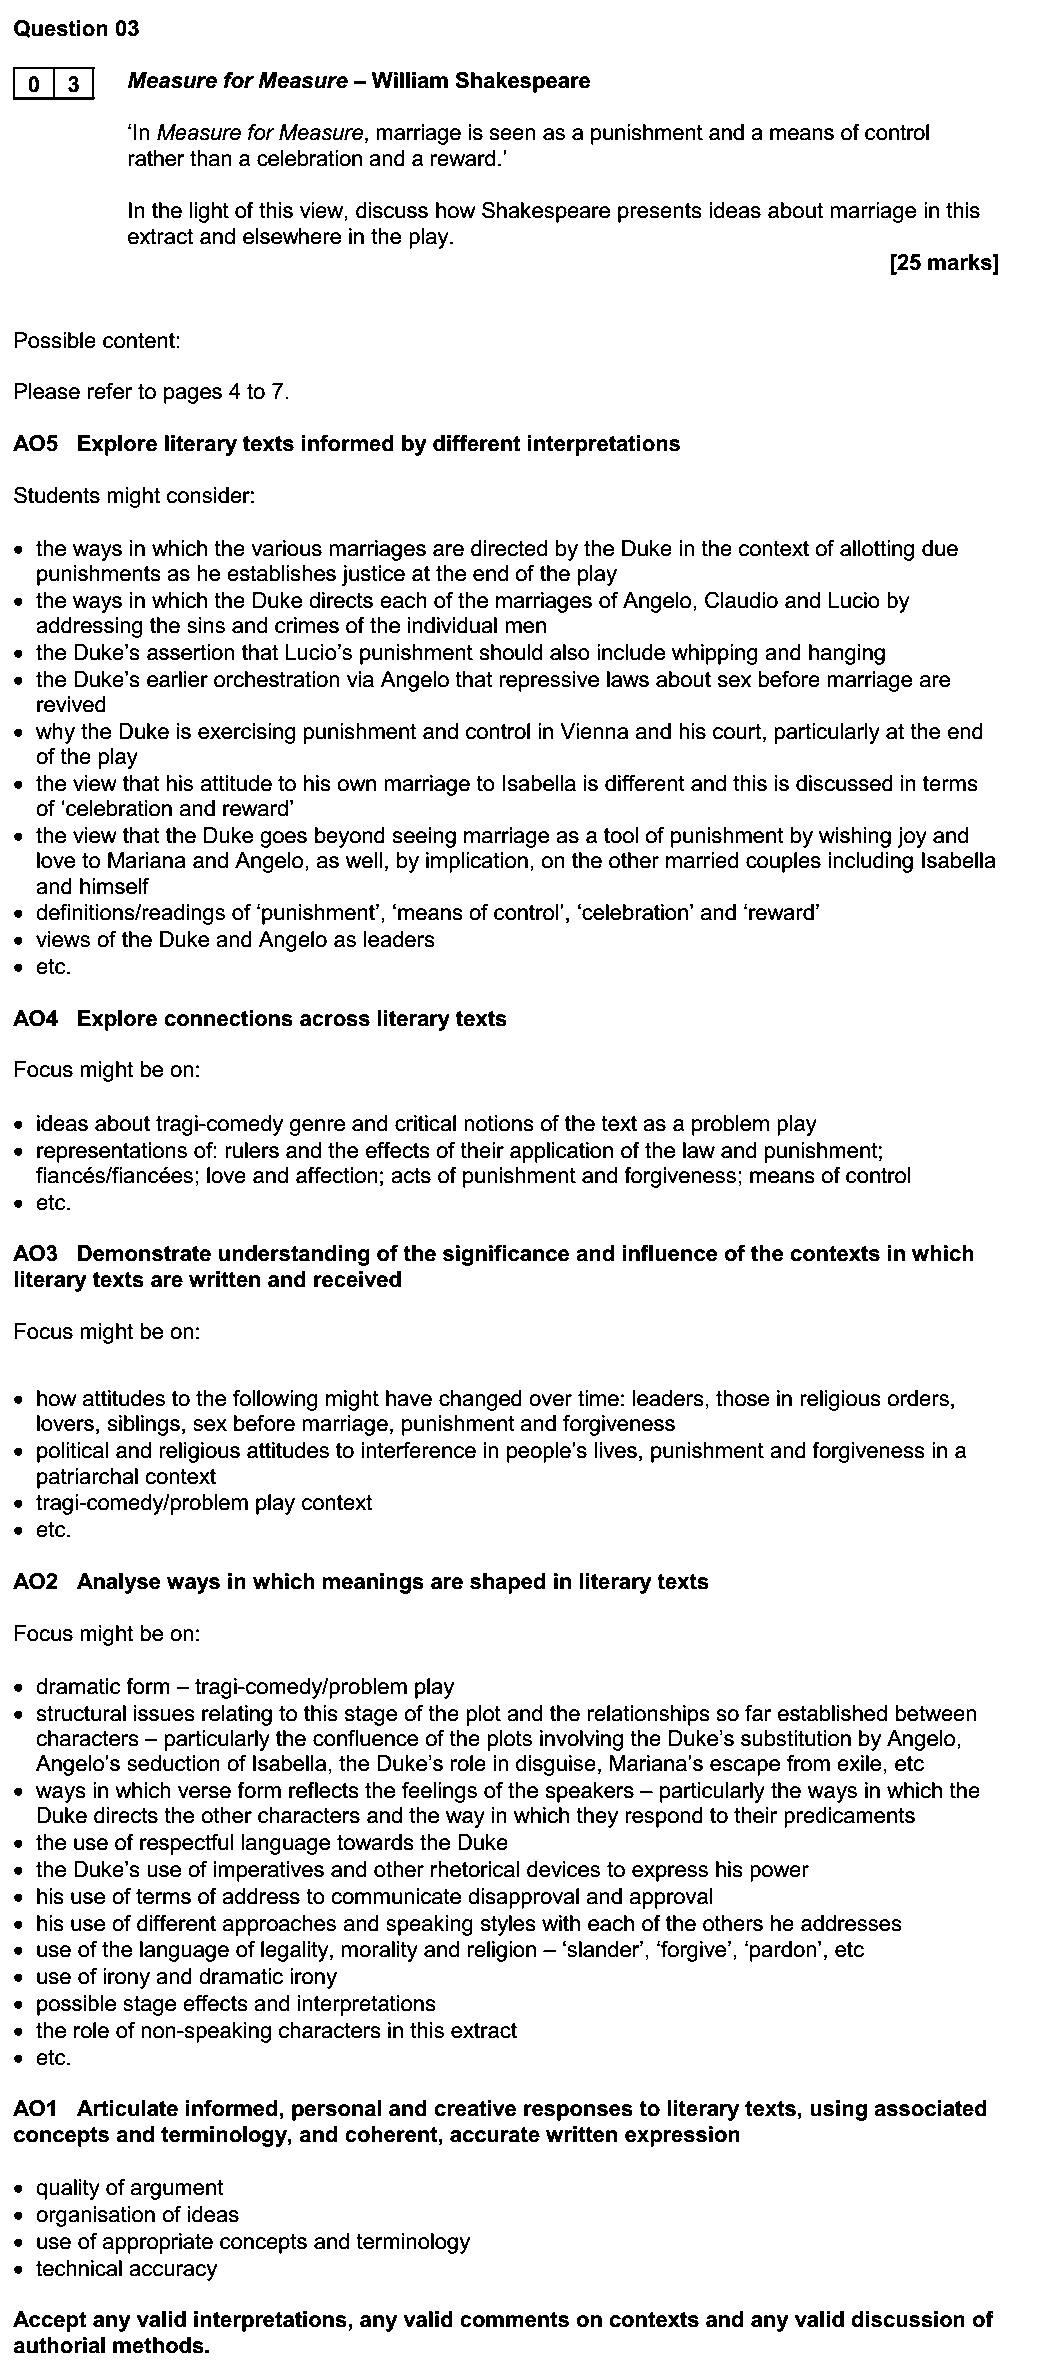 Question 03
0 3 Measure for Measure – William Shakespeare
‘In Measure for Measure, marriage is seen as a punishment and a means of control
rather than a celebration and a reward.’
In the light of this view, discuss how Shakespeare presents ideas about marriage in this
extract and elsewhere in the play.
[25 marks]
Possible content:
Please refer to pages 4 to 7.
AO5 Explore literary texts informed by different interpretations
Students might consider:
• the ways in which the various marriages are directed by the Duke in the context of allotting due
punishments as he establishes justice at the end of the play
• the ways in which the Duke directs each of the marriages of Angelo, Claudio and Lucio by
addressing the sins and crimes of the individual men
• the Duke’s assertion that Lucio’s punishment should also include whipping and hanging
• the Duke’s earlier orchestration via Angelo that repressive laws about sex before marriage are
revived
• why the Duke is exercising punishment and control in Vienna and his court, particularly at the end
of the play
• the view that his attitude to his own marriage to Isabella is different and this is discussed in terms
of ‘celebration and reward’
• the view that the Duke goes beyond seeing marriage as a tool of punishment by wishing joy and
love to Mariana and Angelo, as well, by implication, on the other married couples including Isabella
and himself
• definitions/readings of ‘punishment’, ‘means of control’, ‘celebration’ and ‘reward’
• views of the Duke and Angelo as leaders
• etc.
AO4 Explore connections across literary texts
Focus might be on:
• ideas about tragi-comedy genre and critical notions of the text as a problem play
• representations of: rulers and the effects of their application of the law and punishment;
fiancés/fiancées; love and affection; acts of punishment and forgiveness; means of control
• etc.
AO3 Demonstrate understanding of the significance and influence of the contexts in which
literary texts are written and received
Focus might be on:
• how attitudes to the following might have changed over time: leaders, those in religious orders,
lovers, siblings, sex before marriage, punishment and forgiveness
• political and religious attitudes to interference in people’s lives, punishment and forgiveness in a
patriarchal context
• tragi-comedy/problem play context
• etc.
AO2 Analyse ways in which meanings are shaped in literary texts
Focus might be on:
• dramatic form – tragi-comedy/problem play
• structural issues relating to this stage of the plot and the relationships so far established between
characters – particularly the confluence of the plots involving the Duke’s substitution by Angelo,
Angelo’s seduction of Isabella, the Duke’s role in disguise, Mariana’s escape from exile, etc
• ways in which verse form reflects the feelings of the speakers – particularly the ways in which the
Duke directs the other characters and the way in which they respond to their predicaments
• the use of respectful language towards the Duke
• the Duke’s use of imperatives and other rhetorical devices to express his power
• his use of terms of address to communicate disapproval and approval
• his use of different approaches and speaking styles with each of the others he addresses
• use of the language of legality, morality and religion – ‘slander’, ‘forgive’, ‘pardon’, etc
• use of irony and dramatic irony
• possible stage effects and interpretations
• the role of non-speaking characters in this extract
• etc.
AO1 Articulate informed, personal and creative responses to literary texts, using associated
concepts and terminology, and coherent, accurate written expression
• quality of argument
• organisation of ideas
• use of appropriate concepts and terminology
• technical accuracy
Accept any valid interpretations, any valid comments on contexts and any valid discussion of
authorial methods.